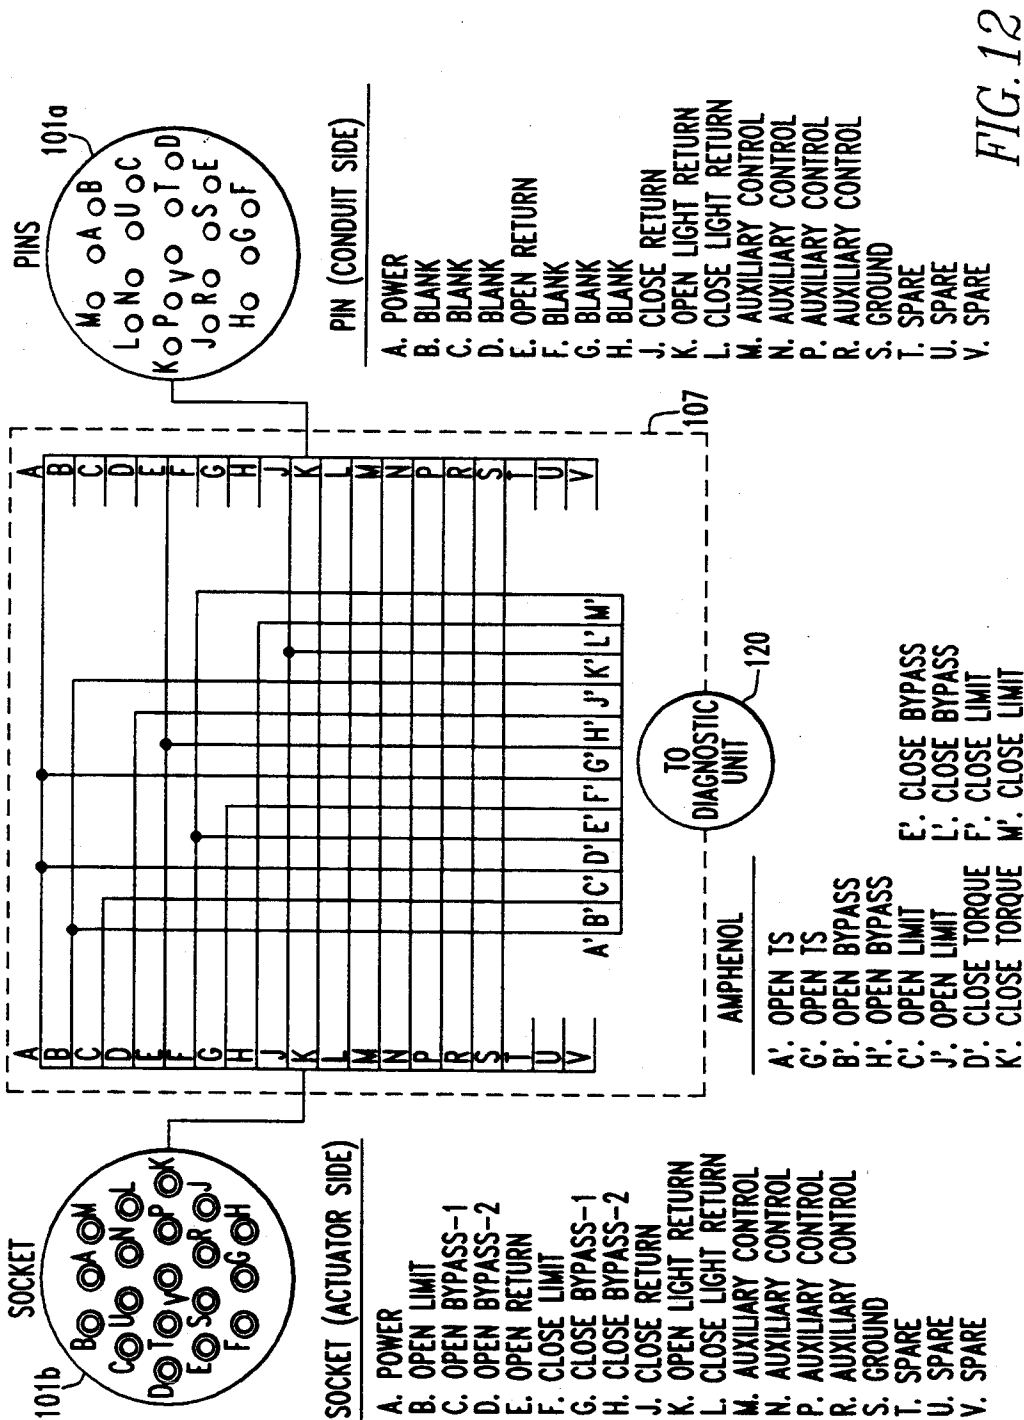 SOCKET
101b
B
A
M
C
U
N
L
D
T
V
P
K
E
S
R
J
F
G
H
SOCKET (ACTUATOR SIDE)
A. POWER
B. OPEN LIMIT
C. OPEN BYPASS-1
D. OPEN BYPASS-2
E. OPEN RETURN
F. CLOSE LIMIT
G. CLOSE BYPASS-1
H. CLOSE BYPASS-2
J. CLOSE RETURN
K. OPEN LIGHT RETURN
L. CLOSE LIGHT RETURN
M. AUXILIARY CONTROL
N. AUXILIARY CONTROL
P. AUXILIARY CONTROL
R. AUXILIARY CONTROL
S. GROUND
T. SPARE
U. SPARE
V. SPARE
A
B
C
D
E
F
G
H
J
K
L
M
N
P
R
S
T
U
V
A
B
C
D
E
F
G
H
J
K
L
M
N
P
R
S
T
U
V
A' B' C' D' E' F' G' H' J' K' L' M'
107
TO
DIAGNOSTIC
UNIT
120
AMPHENOL
A'. OPEN TS
G'. OPEN TS
B'. OPEN BYPASS
H'. OPEN BYPASS
C'. OPEN LIMIT
J'. OPEN LIMIT
D'. CLOSE TORQUE
K'. CLOSE TORQUE
E'. CLOSE BYPASS
L'. CLOSE BYPASS
F'. CLOSE LIMIT
M'. CLOSE LIMIT
PINS
101a
M
A
B
L
N
U
C
K
P
V
T
D
J
R
S
E
H
G
F
PIN (CONDUIT SIDE)
A. POWER
B. BLANK
C. BLANK
D. BLANK
E. OPEN RETURN
F. BLANK
G. BLANK
H. BLANK
J. CLOSE RETURN
K. OPEN LIGHT RETURN
L. CLOSE LIGHT RETURN
M. AUXILIARY CONTROL
N. AUXILIARY CONTROL
P. AUXILIARY CONTROL
R. AUXILIARY CONTROL
S. GROUND
T. SPARE
U. SPARE
V. SPARE
FIG. 12